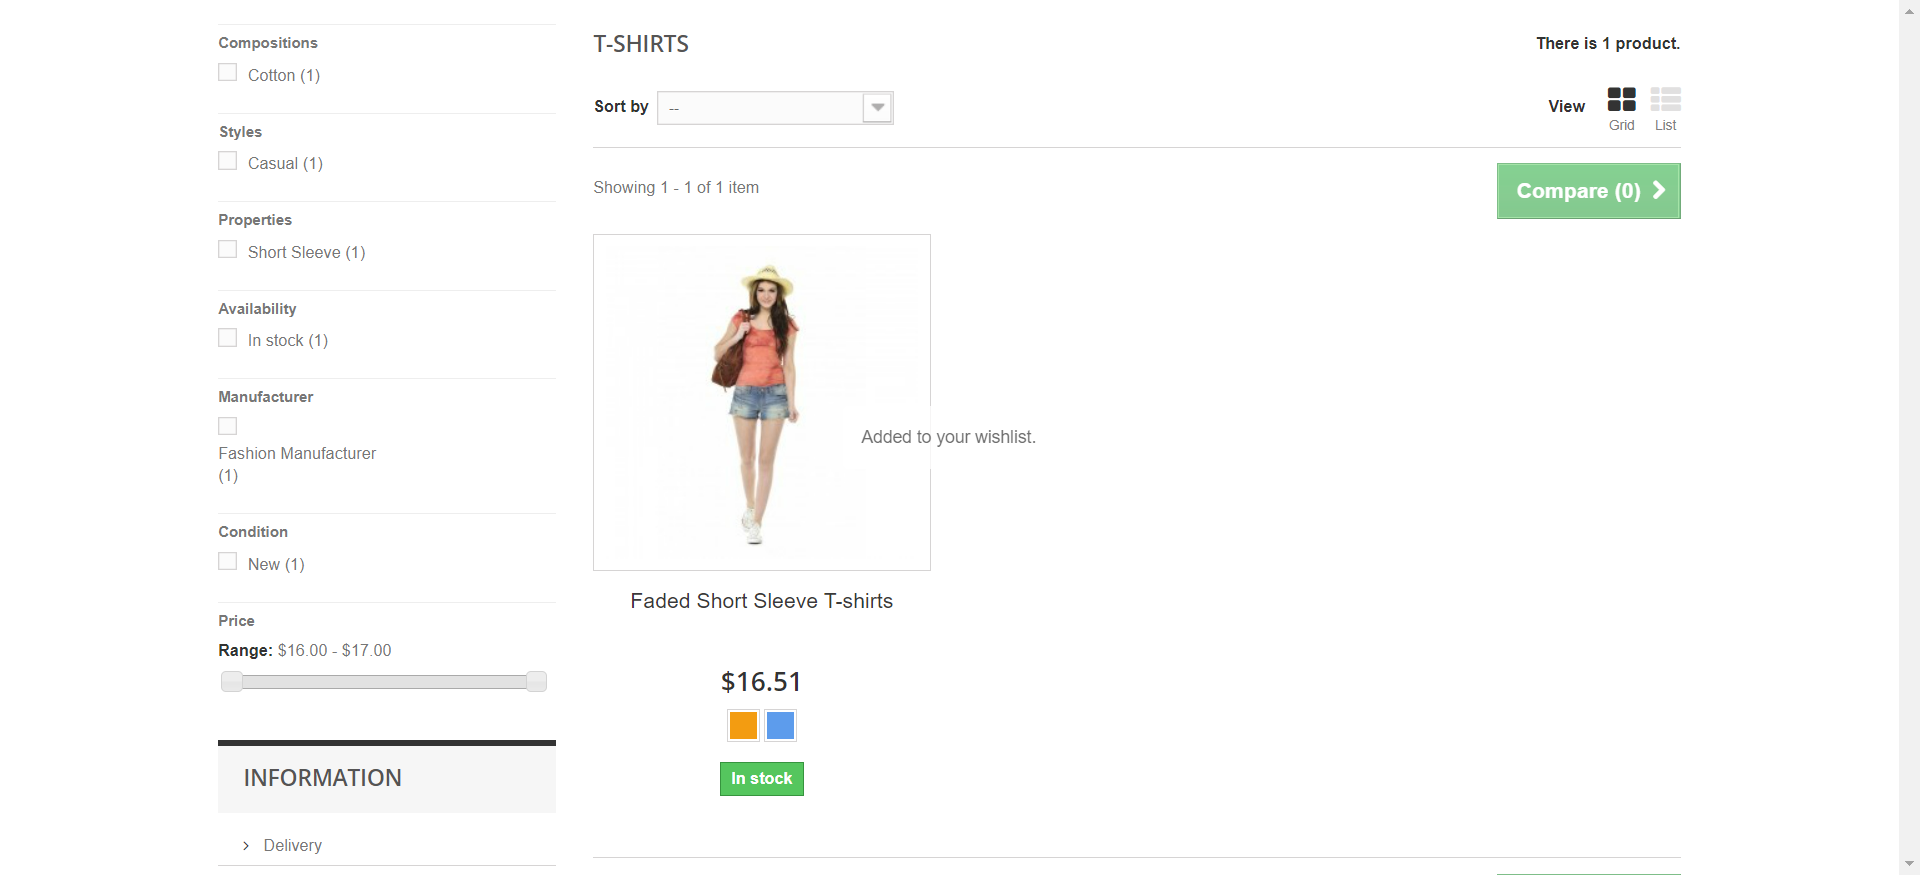 Compositions
Cotton (1)
Styles
Casual (1)
Properties
Short Sleeve (1)
Availability
In stock (1)
Manufacturer
Fashion Manufacturer
(1)
Condition
New (1)
Price
Range: $16.00 - $17.00
INFORMATION
Delivery
T-SHIRTS
There is 1 product.
Sort by --
View
Grid
List
Showing 1 - 1 of 1 item
Compare (0)
Added to your wishlist.
Faded Short Sleeve T-shirts
$16.51
In stock